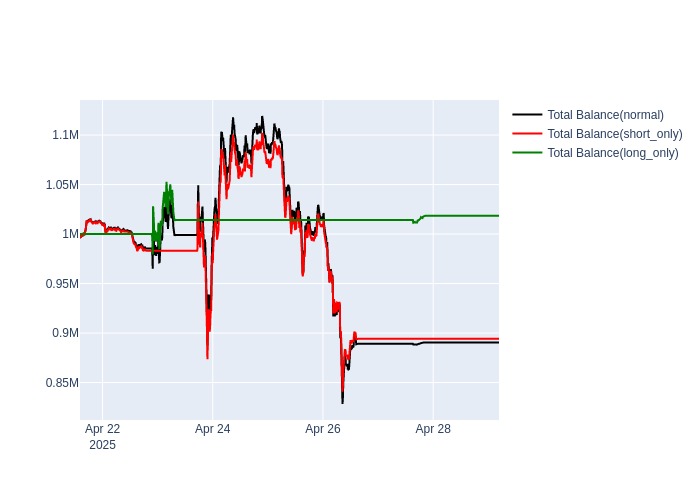 Total Balance(normal)
Total Balance(short_only)
Total Balance(long_only)
1.1M
1.05M
1M
0.95M
0.9M
0.85M
Apr 22
2025
Apr 24
Apr 26
Apr 28